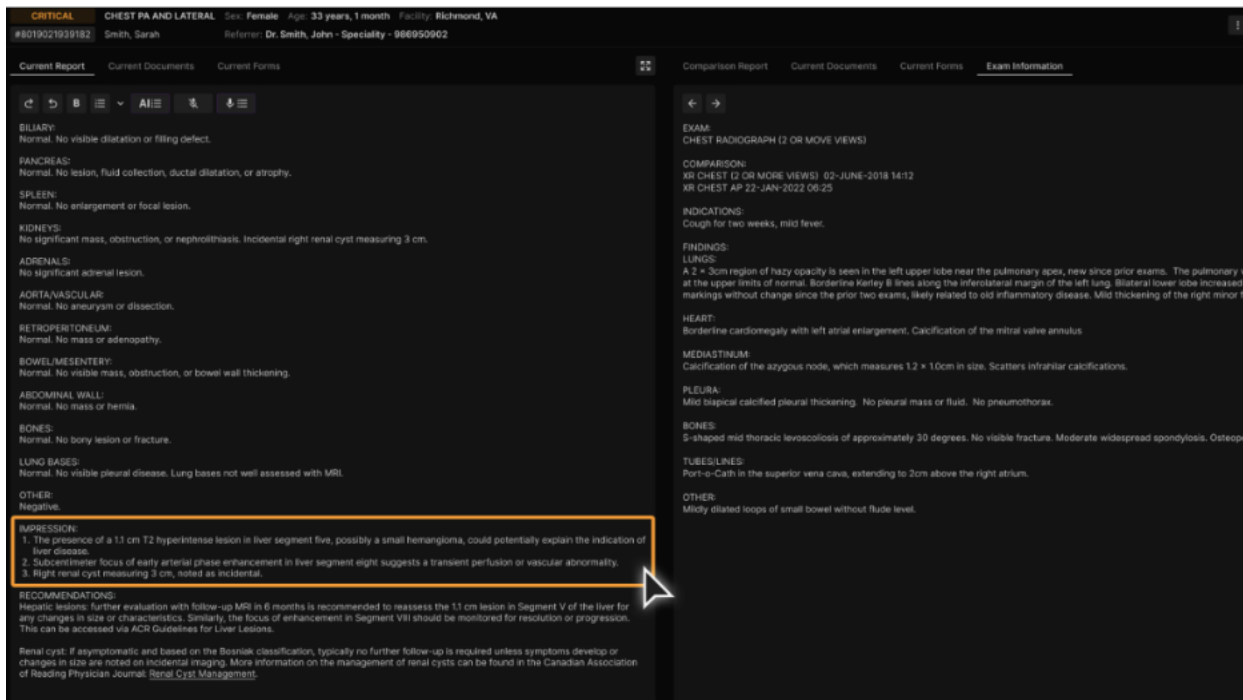 CRITICAL CHEST PA AND LATERAL Sex: Female Age: 33 years, 1 month Facility: Richmond, VA
#8019021939182 Smith, Sarah Referrer: Dr. Smith, John - Speciality - 986950902
Current Report Current Documents Current Forms
B AI
BILIARY:
Normal. No visible dilatation or filling defect.
PANCREAS:
Normal. No lesion, fluid collection, ductal dilatation, or atrophy.
SPLEEN:
Normal. No enlargement or focal lesion.
KIDNEYS:
No significant mass, obstruction, or nephrolithiasis. Incidental right renal cyst measuring 3 cm.
ADRENALS:
No significant adrenal lesion.
AORTA/VASCULAR:
Normal. No aneurysm or dissection.
RETROPERITONEUM:
Normal. No mass or adenopathy.
BOWEL/MESENTERY:
Normal. No visible mass, obstruction, or bowel wall thickening.
ABDOMINAL WALL:
Normal. No mass or hernia.
BONES:
Normal. No bony lesion or fracture.
LUNG BASES:
Normal. No visible pleural disease. Lung bases not well assessed with MRI.
OTHER:
Negative.
IMPRESSION:
1. The presence of a 1.1 cm T2 hyperintense lesion in liver segment five, possibly a small hemangioma, could potentially explain the indication of
liver disease.
2. Subcentimeter focus of early arterial phase enhancement in liver segment eight suggests a transient perfusion or vascular abnormality.
3. Right renal cyst measuring 3 cm, noted as incidental.
RECOMMENDATIONS:
Hepatic lesions: further evaluation with follow-up MRI in 6 months is recommended to reassess the 1.1 cm lesion in Segment V of the liver for
any changes in size or characteristics. Similarly, the focus of enhancement in Segment VIII should be monitored for resolution or progression.
This can be accessed via ACR Guidelines for Liver Lesions.
Renal cyst: if asymptomatic and based on the Bosniak classification, typically no further follow-up is required unless symptoms develop or
changes in size are noted on incidental imaging. More information on the management of renal cysts can be found in the Canadian Association
of Reading Physician Journal: Renal Cyst Management.
Comparison Report Current Documents Current Forms Exam Information
EXAM:
CHEST RADIOGRAPH (2 OR MOVE VIEWS)
COMPARISON:
XR CHEST (2 OR MORE VIEWS) 02-JUNE-2018 14:12
XR CHEST AP 22-JAN-2022 06:25
INDICATIONS:
Cough for two weeks, mild fever.
FINDINGS:
LUNGS:
A 2 × 3cm region of hazy opacity is seen in the left upper lobe near the pulmonary apex, new since prior exams. The pulmonary
at the upper limits of normal. Borderline Kerley B lines along the inferolateral margin of the left lung. Bilateral lower lobe increased
markings without change since the prior two exams, likely related to old inflammatory disease. Mild thickening of the right minor
HEART:
Borderline cardiomegaly with left atrial enlargement. Calcification of the mitral valve annulus
MEDIASTINUM:
Calcification of the azygous node, which measures 1.2 × 1.0cm in size. Scatters infrahilar calcifications.
PLEURA:
Mild biapical calcified pleural thickening. No pleural mass or fluid. No pneumothorax.
BONES:
S-shaped mid thoracic levoscoliosis of approximately 30 degrees. No visible fracture. Moderate widespread spondylosis.
TUBES/LINES:
Port-o-Cath in the superior vena cava, extending to 2cm above the right atrium.
OTHER:
Mildly dilated loops of small bowel without flude level.